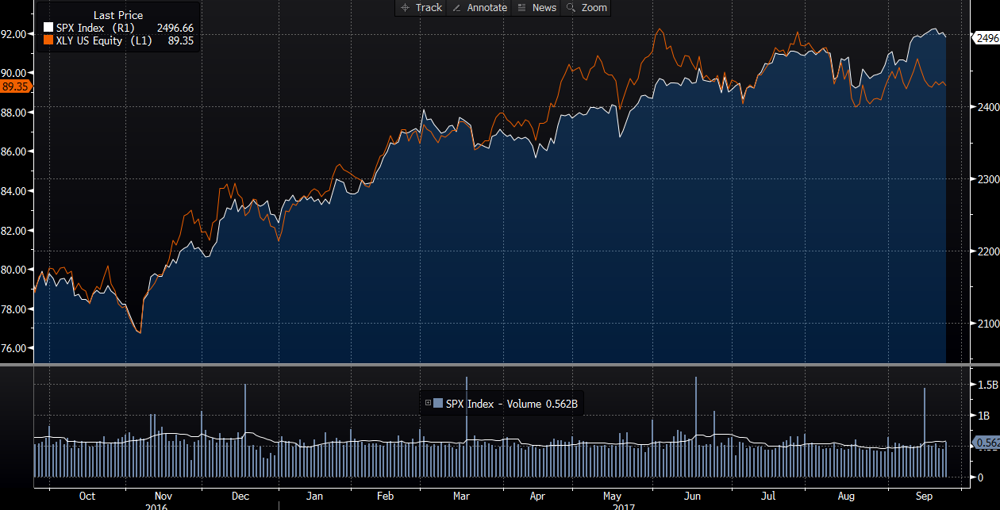 Track Annotate News Zoom
Last Price
SPX Index (R1) 2496.66
XLY US Equity (L1) 89.35
92.00
90.00
89.35
88.00
86.00
84.00
82.00
80.00
78.00
76.00
2496
2400
2300
2200
2100
SPX Index - Volume 0.562B
1.5B
1B
0.562
0
Oct Nov Dec Jan Feb Mar Apr May Jun Jul Aug Sep
2016 2017